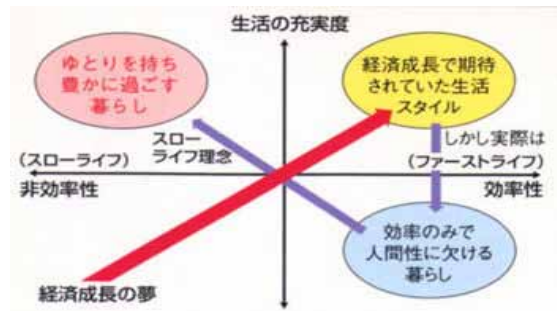 生活の充実度
ゆとりを持ち
豊かに過ごす
暮らし
経済成長で期待
されていた生活
スタイル
スロー
ライフ理念
しかし実際は
(スローライフ)
(ファーストライフ)
非効率性
効率性
効率のみで
人間性に欠ける
暮らし
経済成長の夢